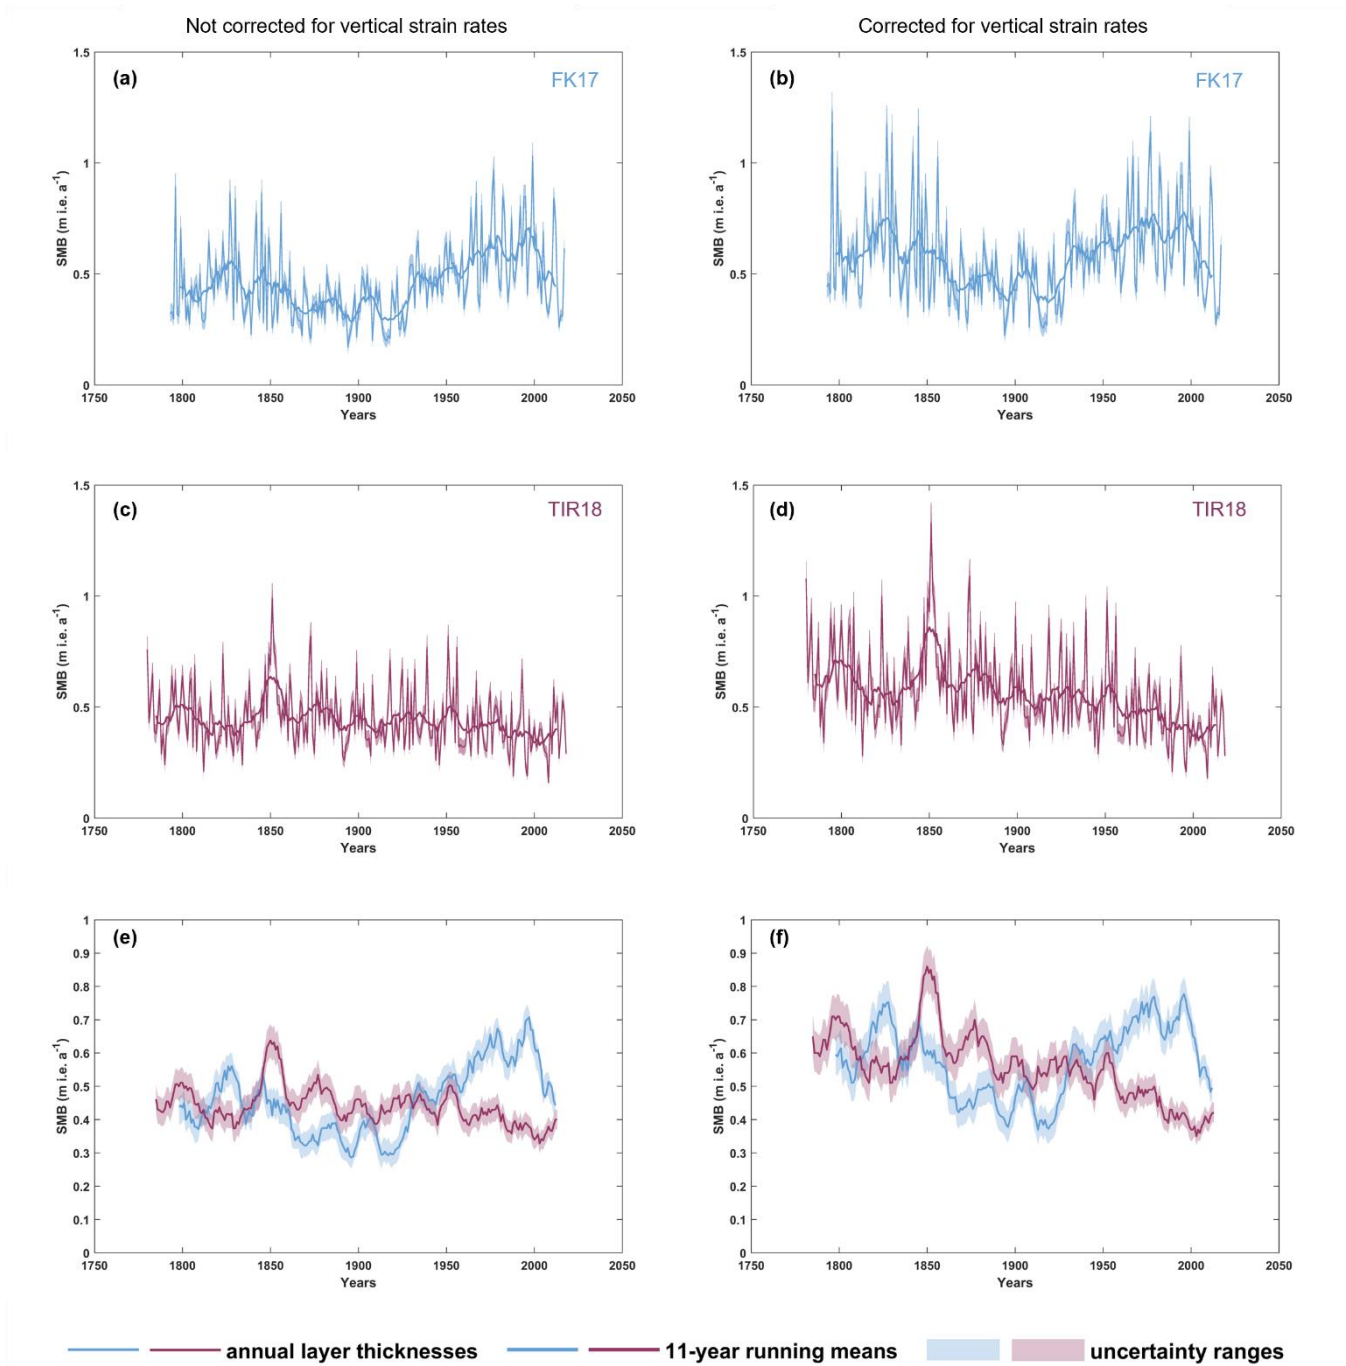 Not corrected for vertical strain rates
Corrected for vertical strain rates
(a)
FK17
1.5
1
0.5
0
SMB (m i.e. a-1)
1750 1800 1850 1900 1950 2000 2050
Years
(b)
FK17
1.5
1
0.5
0
SMB (m i.e. a-1)
1750 1800 1850 1900 1950 2000 2050
Years
(c)
TIR18
1.5
1
0.5
0
SMB (m i.e. a-1)
1750 1800 1850 1900 1950 2000 2050
Years
(d)
TIR18
1.5
1
0.5
0
SMB (m i.e. a-1)
1750 1800 1850 1900 1950 2000 2050
Years
(e)
1
0.9
0.8
0.7
0.6
0.5
0.4
0.3
0.2
0.1
0
SMB (m i.e. a-1)
1750 1800 1850 1900 1950 2000 2050
Years
(f)
1
0.9
0.8
0.7
0.6
0.5
0.4
0.3
0.2
0.1
0
SMB (m i.e. a-1)
1750 1800 1850 1900 1950 2000 2050
Years
annual layer thicknesses 11-year running means uncertainty ranges